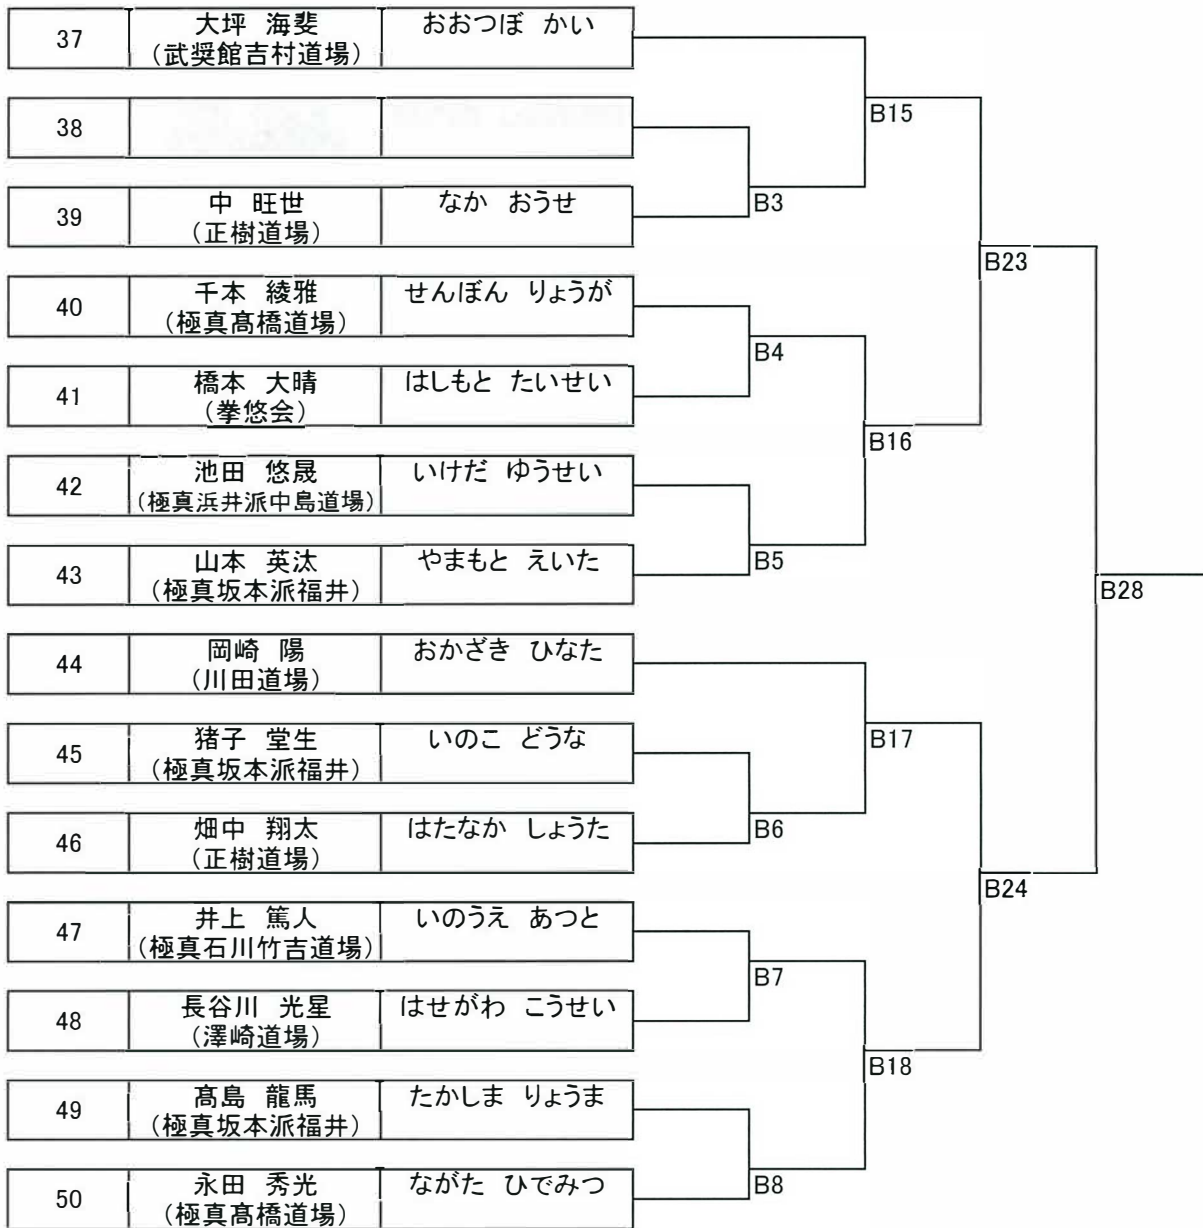 37 大坪 海斐 おおつぼ かい
(武奨館吉村道場)
B15
38
39 中 旺世 なか おうせ
(正樹道場)
B3
B23
40 千本 綾雅 せんぼん りょうが
(極真髙橋道場)
B4
41 橋本 大晴 はしもと たいせい
(拳悠会)
B16
42 池田 悠晟 いけだ ゆうせい
(極真浜井派中島道場)
43 山本 英汰 やまもと えいた
(極真坂本派福井)
B5
B28
44 岡崎 陽 おかざき ひなた
(川田道場)
45 猪子 堂生 いのこ どうな
(極真坂本派福井)
B17
46 畑中 翔太 はたなか しょうた
(正樹道場)
B6
B24
47 井上 篤人 いのうえ あつと
(極真石川竹吉道場)
B7
48 長谷川 光星 はせがわ こうせい
(澤崎道場)
B18
49 髙島 龍馬 たかしま りょうま
(極真坂本派福井)
50 永田 秀光 ながた ひでみつ
(極真髙橋道場)
B8